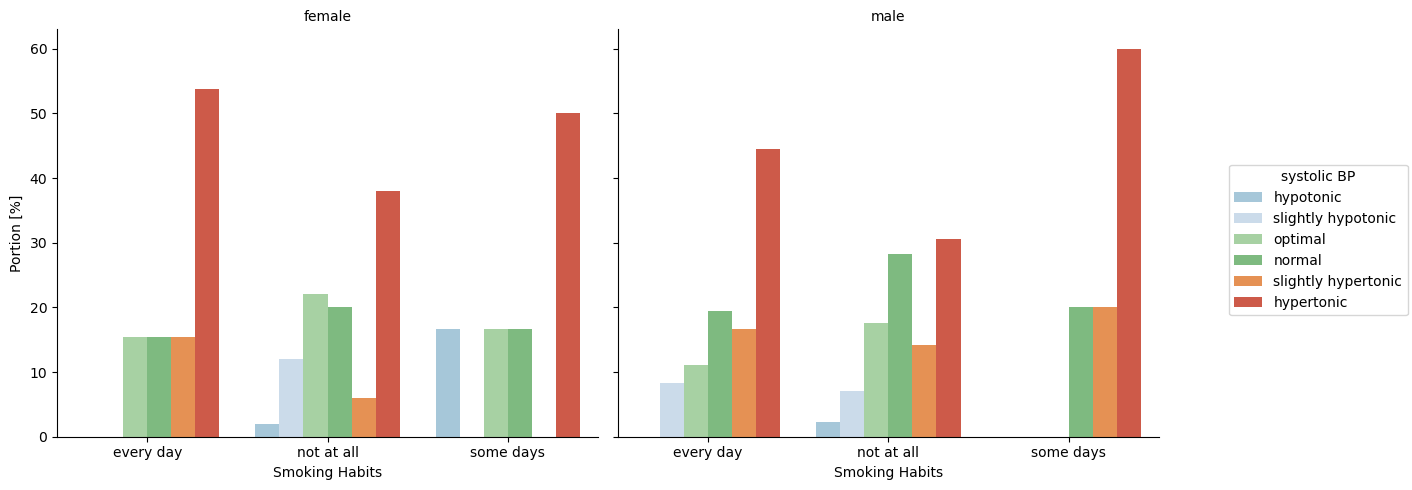 female
male
Portion [%]
60
50
40
30
20
10
0
every day
not at all
some days
Smoking Habits
every day
not at all
some days
Smoking Habits
systolic BP
hypotonic
slightly hypotonic
optimal
normal
slightly hypertonic
hypertonic